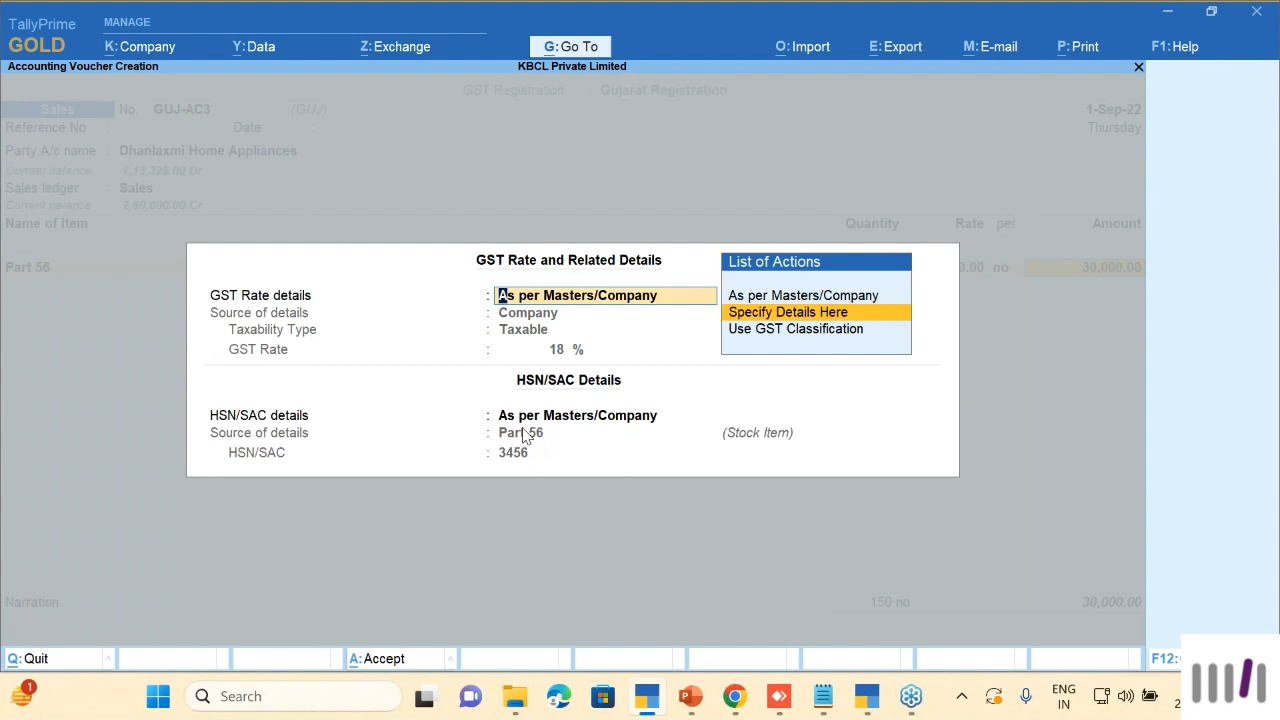 TallyPrime MANAGE
GOLD K:Company Y:Data Z:Exchange G:Go To O:Import E:Export M:E-mail P:Print F1:Help
Accounting Voucher Creation KBCL Private Limited
GST Registration Gujarat Registration
Sales No. GUJ-AC3 (GUJ) 1-Sep-22
Reference No : Date : Thursday
Party A/c name : Dhanlaxmi Home Appliances
Current balance : 7,13,325.00 Dr
Sales ledger : Sales
Current balance : 2,80,000.00 Cr
Name of Item Quantity Rate per Amount
GST Rate and Related Details List of Actions
Part 56 0.00 no 30,000.00
GST Rate details : As per Masters/Company As per Masters/Company
Source of details : Company Specify Details Here
Taxability Type : Taxable Use GST Classification
GST Rate : 18 %
HSN/SAC Details
HSN/SAC details : As per Masters/Company
Source of details : Part 56 (Stock Item)
HSN/SAC : 3456
Narration: 150 no 30,000.00
Q:Quit A:Accept F12:
1 Search ENG
IN